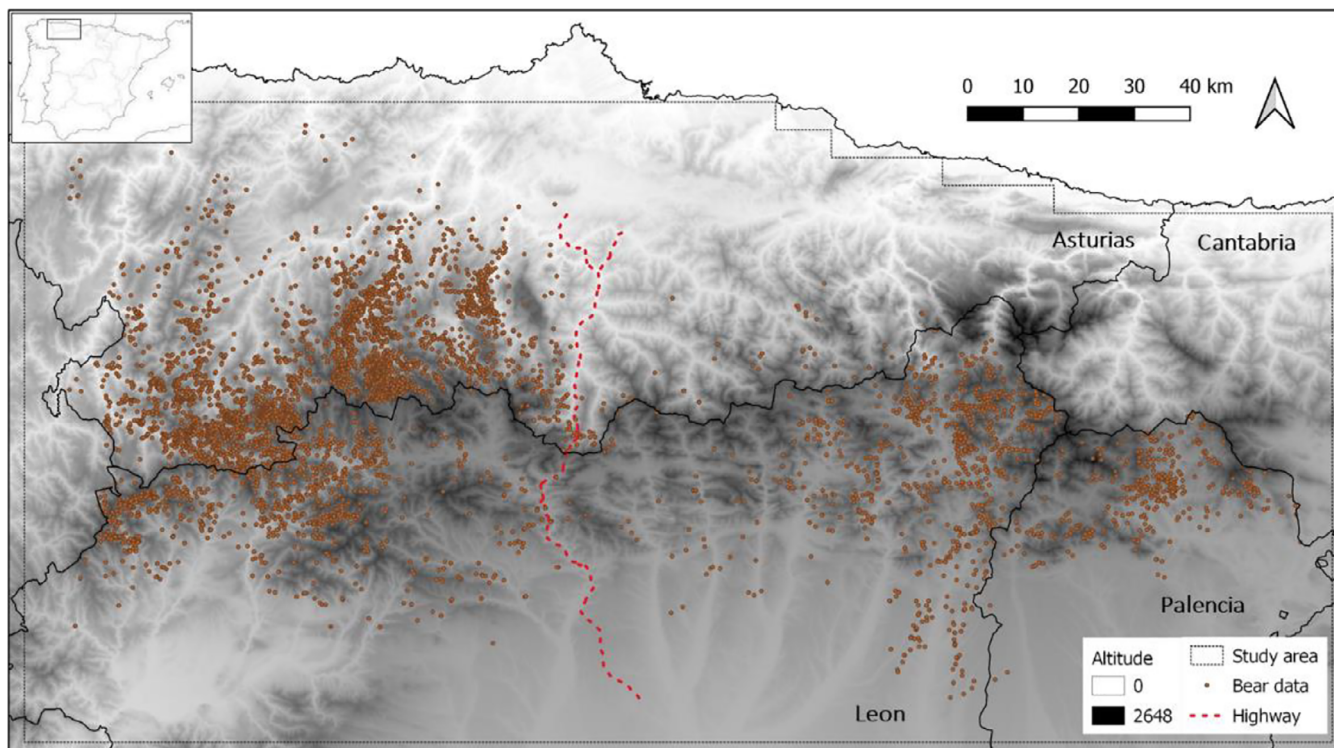 0 10 20 30 40 km
Asturias
Cantabria
Palencia
Leon
Altitude
0
2648
Study area
Bear data
Highway